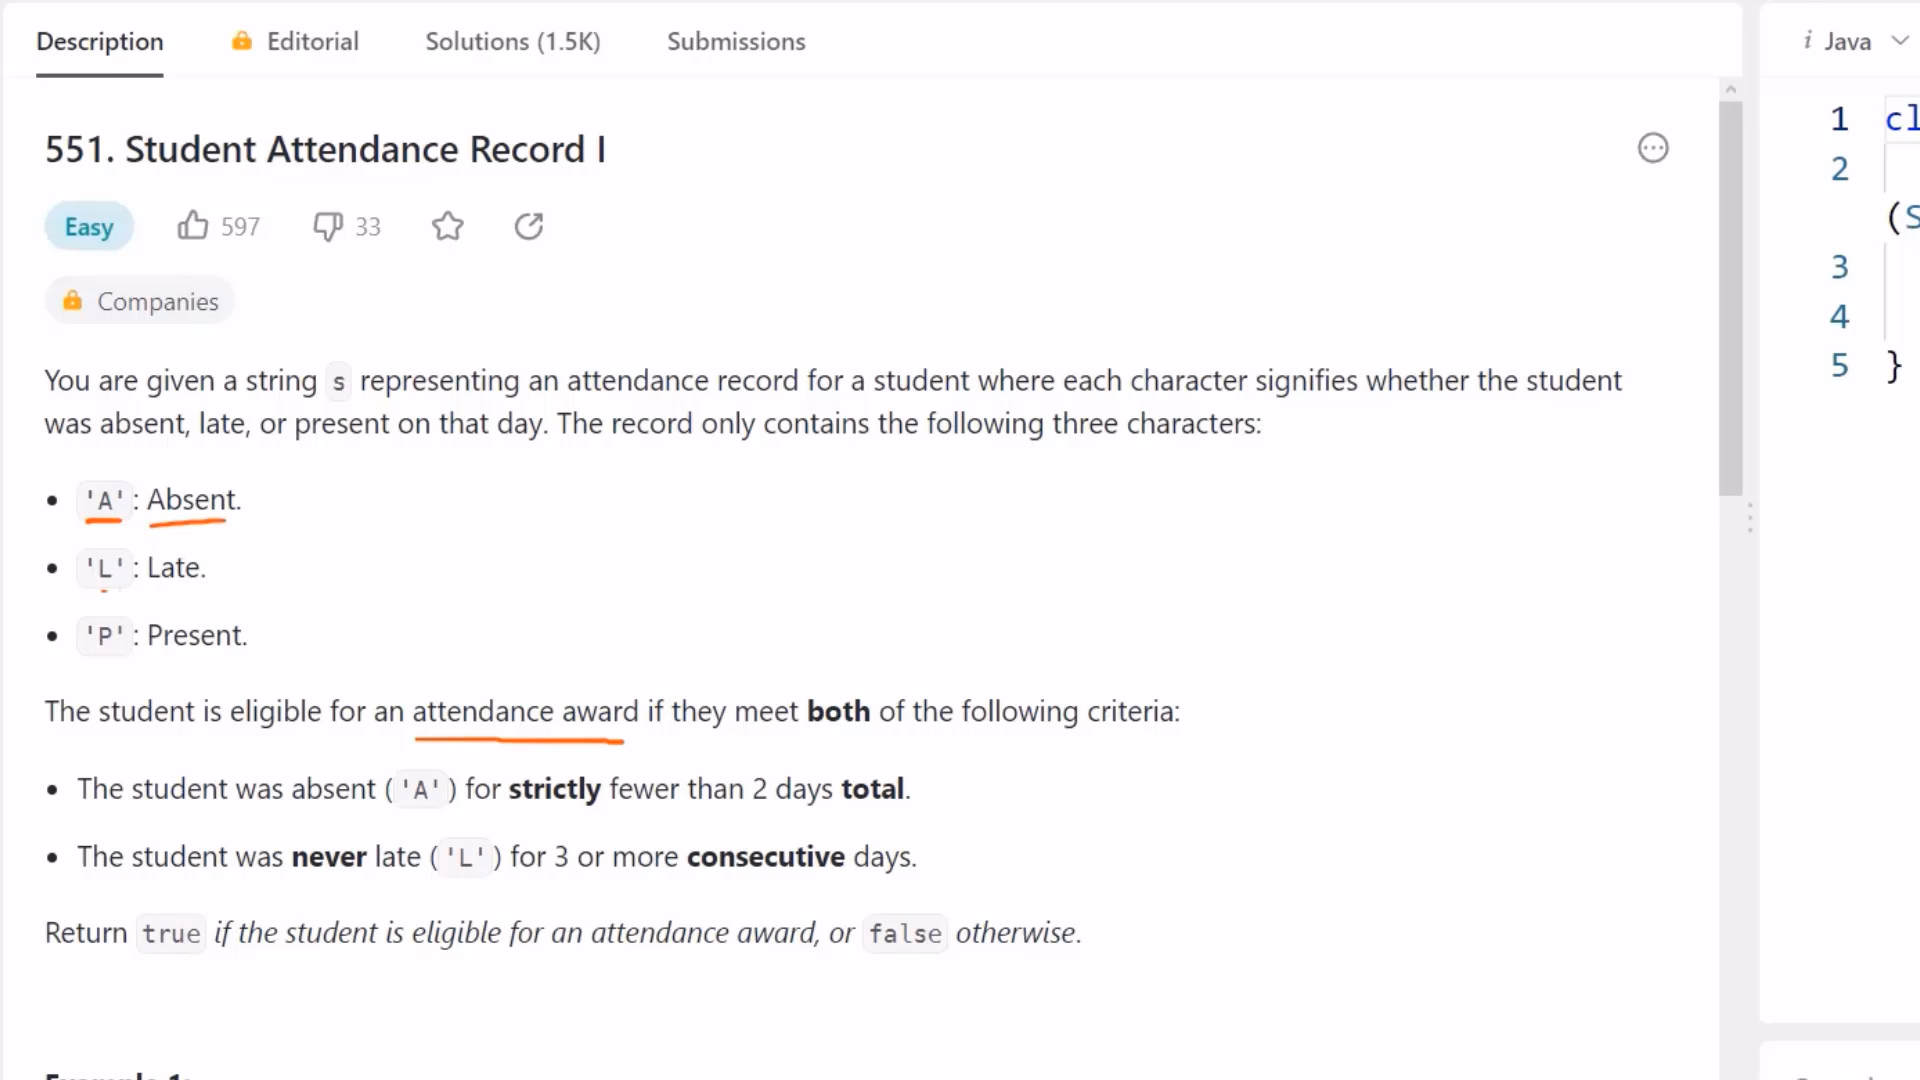 Description Editorial Solutions (1.5K) Submissions
i Java
551. Student Attendance Record I
Easy 597 33
Companies
You are given a string s representing an attendance record for a student where each character signifies whether the student
was absent, late, or present on that day. The record only contains the following three characters:
• 'A': Absent.
• 'L': Late.
• 'P': Present.
The student is eligible for an attendance award if they meet both of the following criteria:
• The student was absent ('A') for strictly fewer than 2 days total.
• The student was never late ('L') for 3 or more consecutive days.
Return true if the student is eligible for an attendance award, or false otherwise.
1 cl
2
(S
3
4
5 }